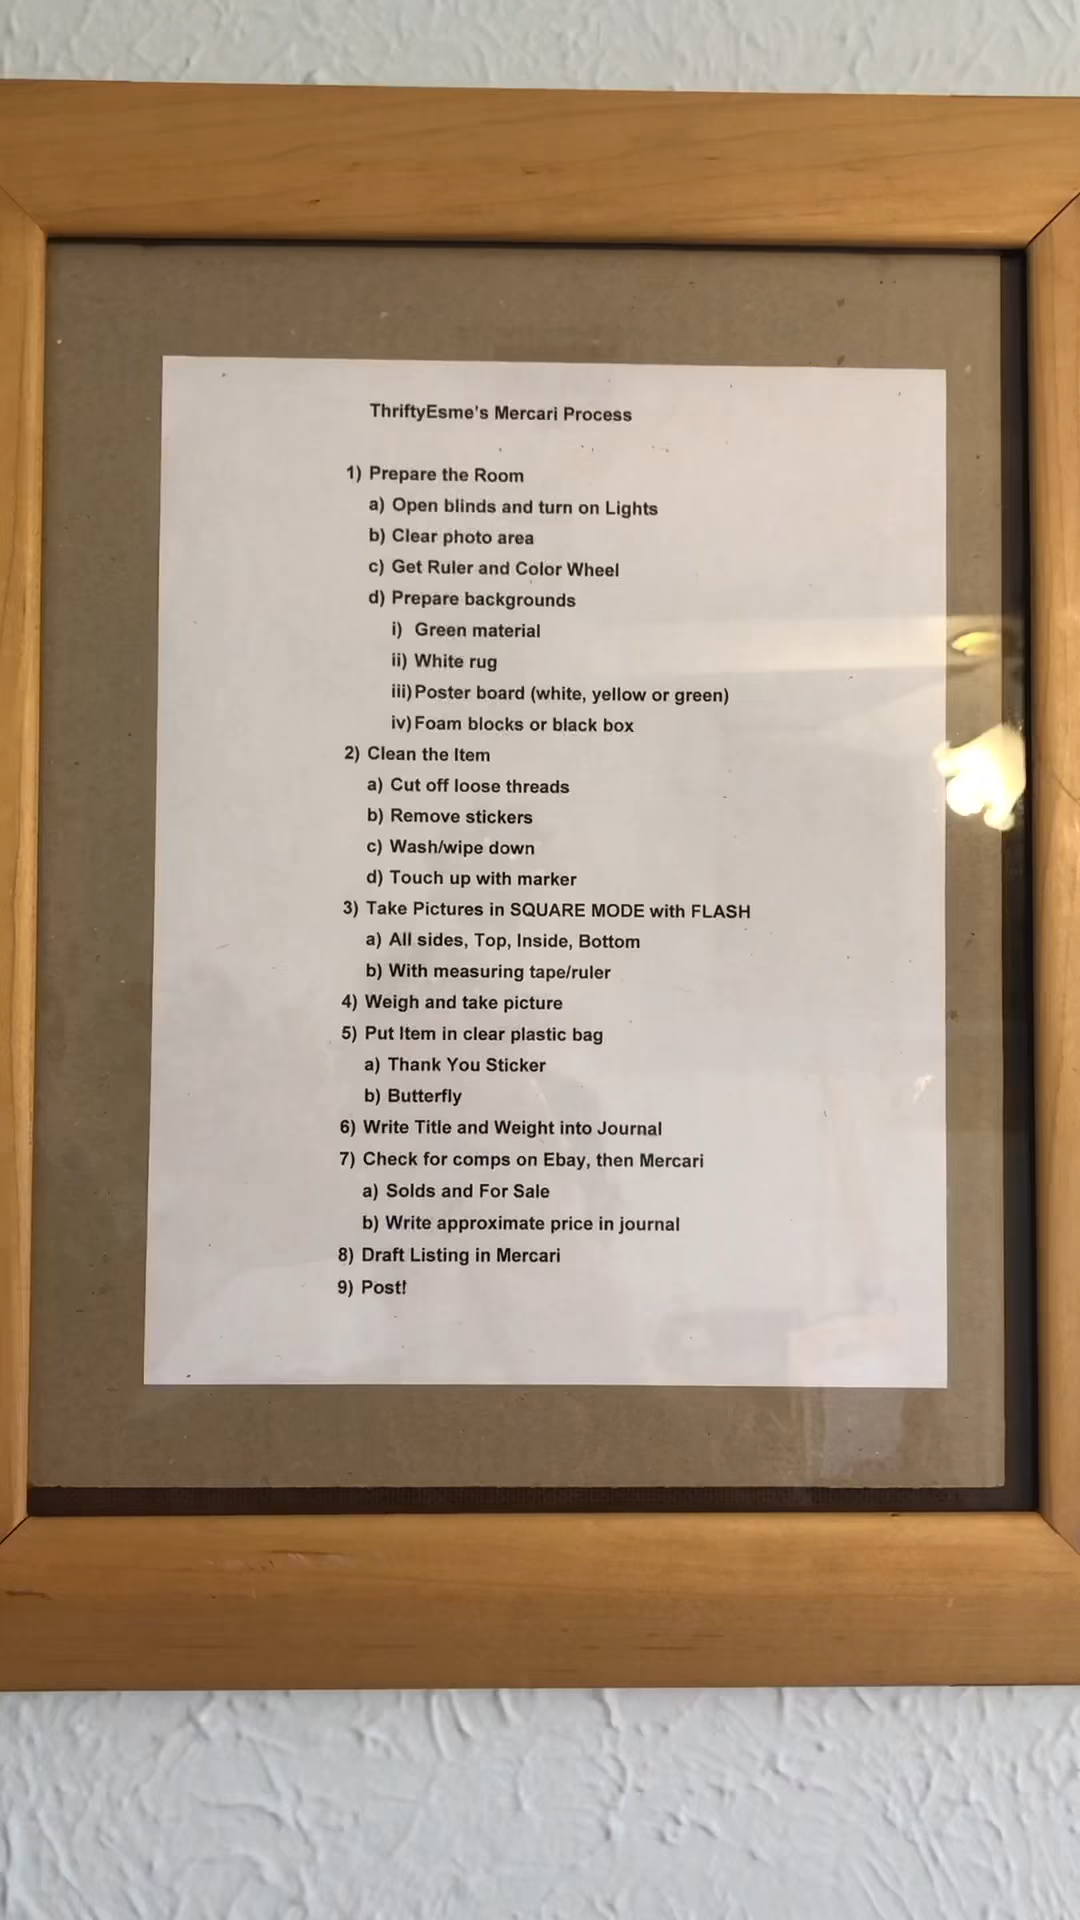 ThriftyEsme's Mercari Process
1) Prepare the Room
a) Open blinds and turn on Lights
b) Clear photo area
c) Get Ruler and Color Wheel
d) Prepare backgrounds
i) Green material
ii) White rug
iii) Poster board (white, yellow or green)
iv) Foam blocks or black box
2) Clean the Item
a) Cut off loose threads
b) Remove stickers
c) Wash/wipe down
d) Touch up with marker
3) Take Pictures in SQUARE MODE with FLASH
a) All sides, Top, Inside, Bottom
b) With measuring tape/ruler
4) Weigh and take picture
5) Put Item in clear plastic bag
a) Thank You Sticker
b) Butterfly
6) Write Title and Weight into Journal
7) Check for comps on Ebay, then Mercari
a) Solds and For Sale
b) Write approximate price in journal
8) Draft Listing in Mercari
9) Post!